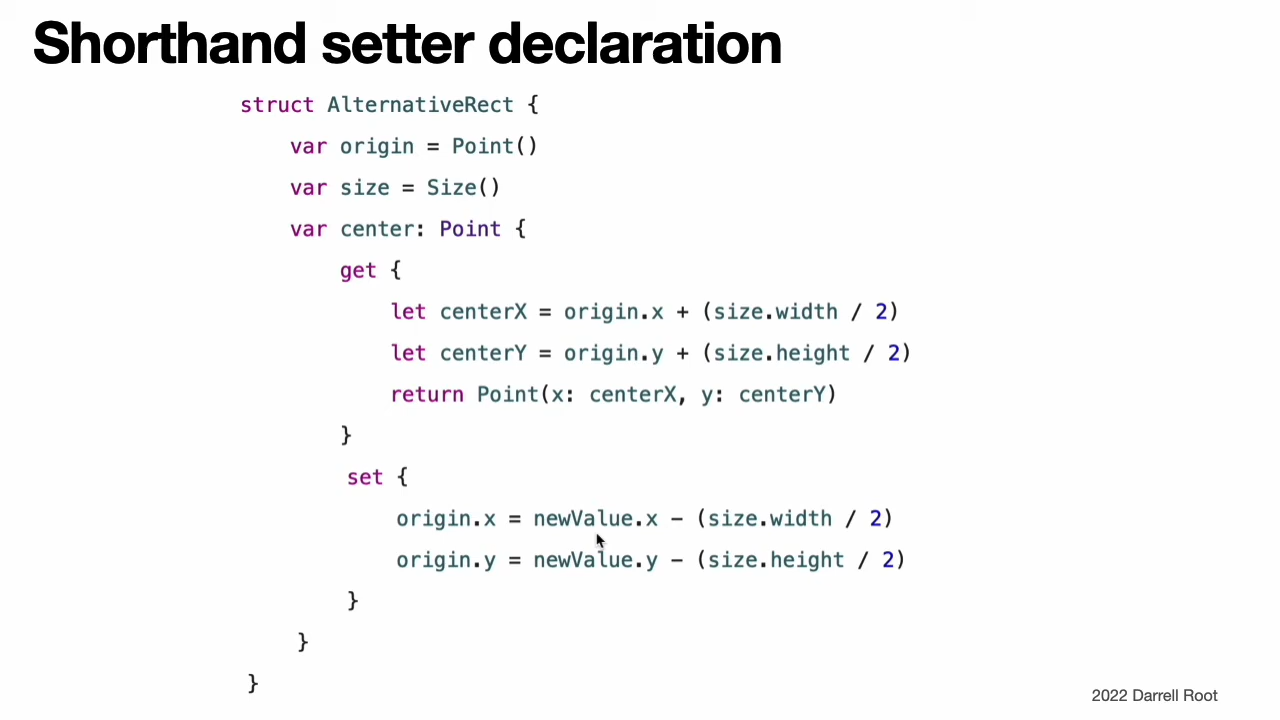 Shorthand setter declaration
struct AlternativeRect {
var origin = Point()
var size = Size()
var center: Point {
get {
let centerX = origin.x + (size.width / 2)
let centerY = origin.y + (size.height / 2)
return Point(x: centerX, y: centerY)
}
set {
origin.x = newValue.x - (size.width / 2)
origin.y = newValue.y - (size.height / 2)
}
}
}
2022 Darrell Root